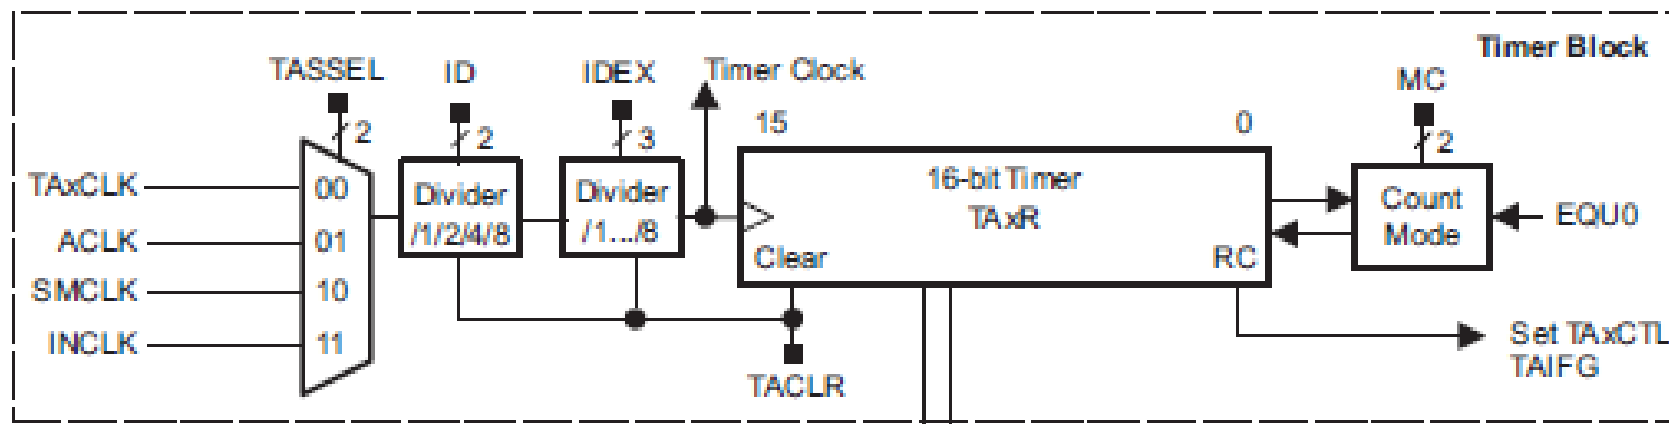 Timer Block
TASSEL
ID
IDEX
Timer Clock
MC
2
2
3
15
0
2
TAxCLK
ACLK
SMCLK
INCLK
00
01
10
11
Divider
/1/2/4/8
Divider
/1.../8
16-bit Timer
TAxR
Clear
RC
Count
Mode
EQU0
TACLR
Set TAxCTL
TAIFG